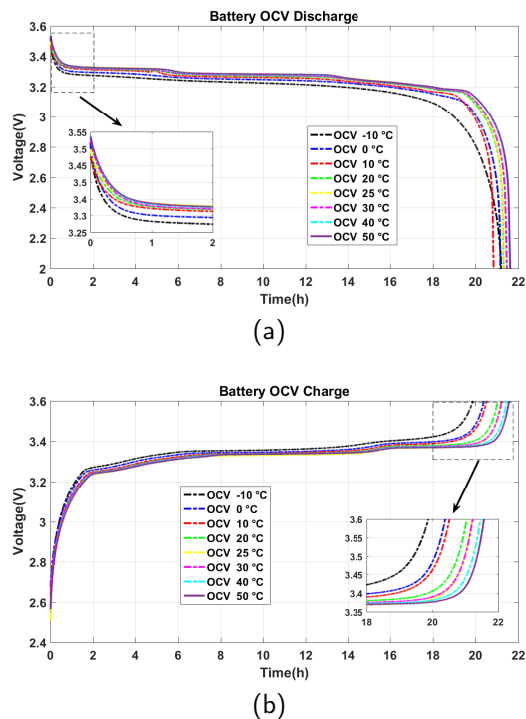 Battery OCV Discharge
3.6
3.4
3.2
3
2.8
2.6
2.4
2.2
2
Voltage(V)
3.55
3.5
3.45
3.4
3.35
3.3
3.25
0
1
2
OCV -10 °C
OCV 0 °C
OCV 10 °C
OCV 20 °C
OCV 25 °C
OCV 30 °C
OCV 40 °C
OCV 50 °C
0 2 4 6 8 10 12 14 16 18 20 22
Time(h)
(a)
Battery OCV Charge
3.6
3.4
3.2
3
2.8
2.6
2.4
Voltage(V)
OCV -10 °C
OCV 0 °C
OCV 10 °C
OCV 20 °C
OCV 25 °C
OCV 30 °C
OCV 40 °C
OCV 50 °C
3.6
3.55
3.5
3.45
3.4
3.35
18 20 22
0 2 4 6 8 10 12 14 16 18 20 22
Time(h)
(b)